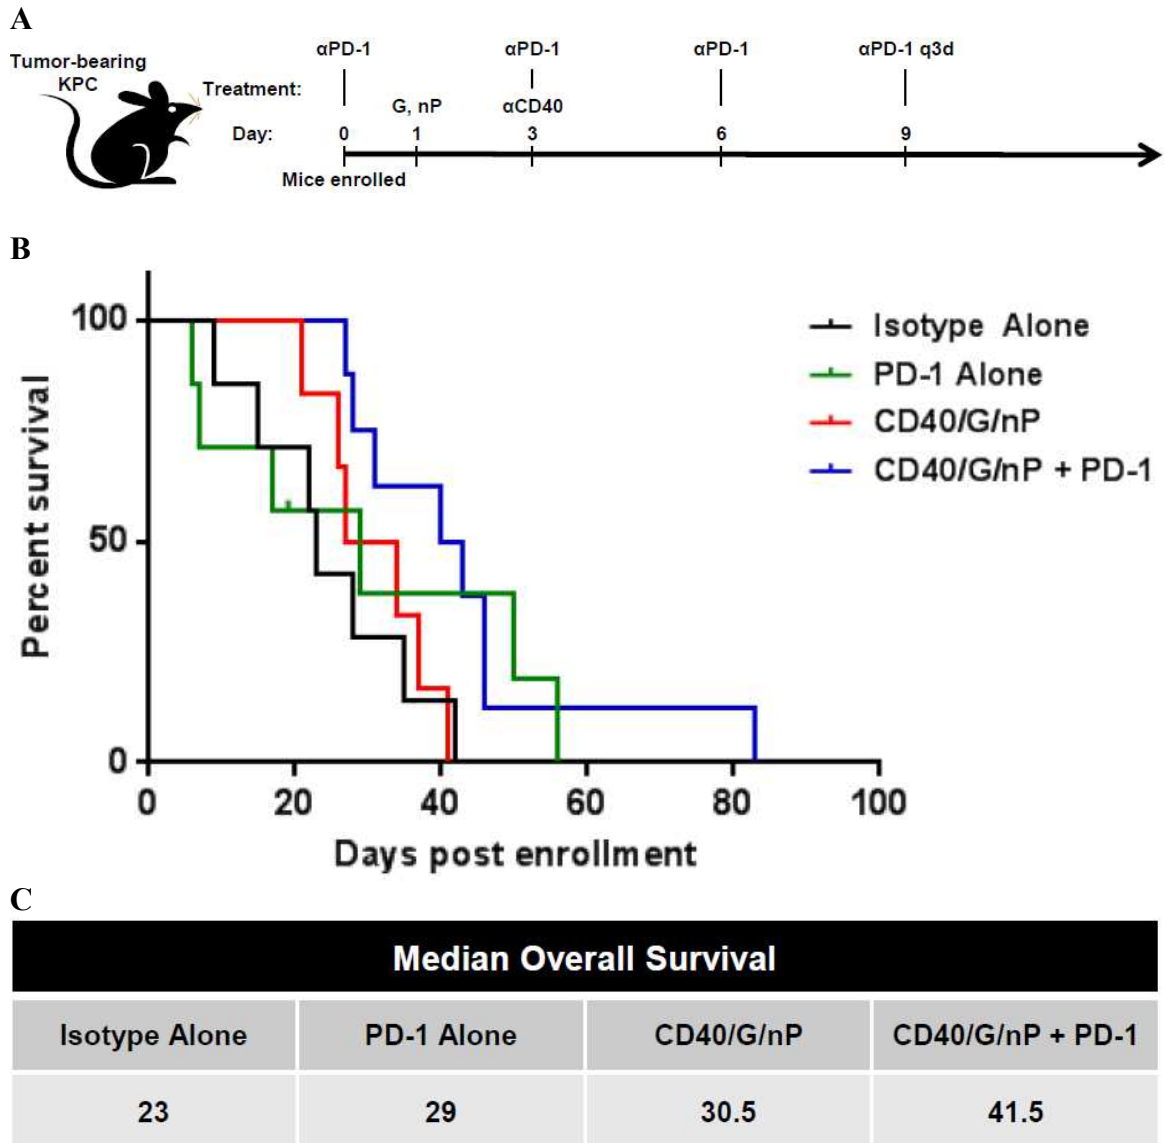 A
Tumor-bearing
KPC
Treatment:
αPD-1
αPD-1
αPD-1
αPD-1 q3d
G, nP
αCD40
Day:
0
1
3
6
9
Mice enrolled
B
Percent survival
100
50
0
0
20
40
60
80
100
Days post enrollment
Isotype Alone
PD-1 Alone
CD40/G/nP
CD40/G/nP + PD-1
C
Median Overall Survival
Isotype Alone
PD-1 Alone
CD40/G/nP
CD40/G/nP + PD-1
23
29
30.5
41.5